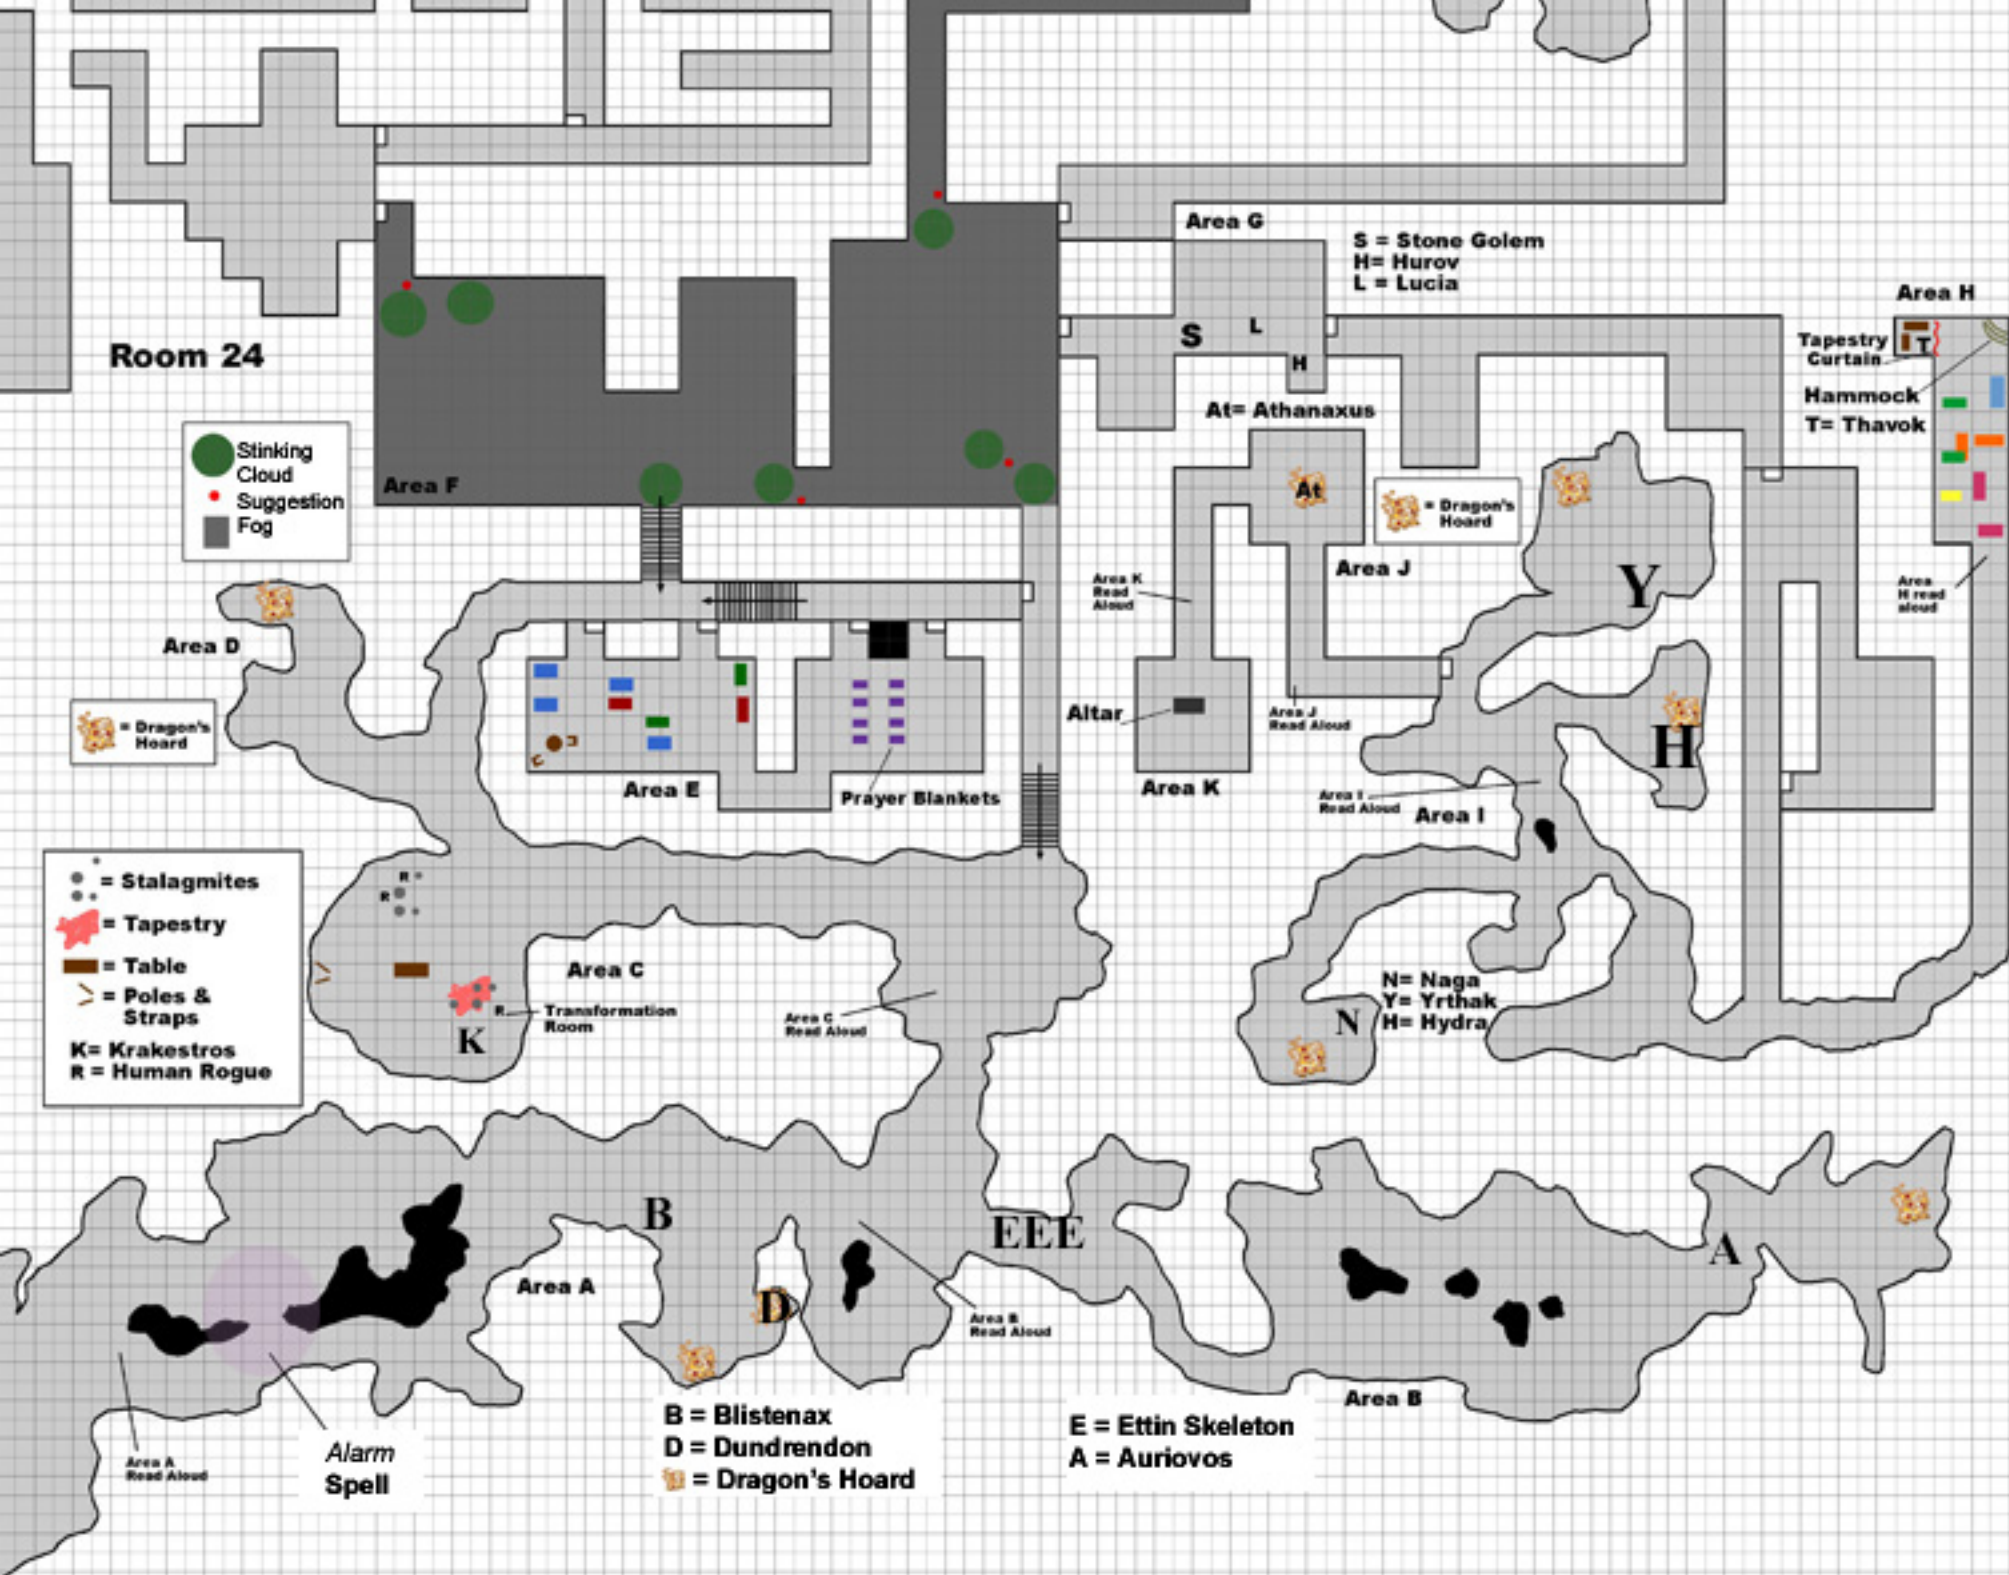 Area G
S = Stone Golem
H= Hurov
L = Lucia
Area H
S
L
H
Tapestry
Curtain
T
Room 24
Hammock
T= Thavok
At= Athanaxus
Stinking
Cloud
Suggestion
Fog
Area F
At
= Dragon's
Hoard
Area J
Y
Area K
Read
Aloud
Area
H read
aloud
Area D
= Dragon's
Hoard
Altar
Area J
Read Aloud
H
Area E
Prayer Blankets
Area K
Area I
Read Aloud
Area I
= Stalagmites
= Tapestry
= Table
= Poles &
Straps
K= Krakestros
R = Human Rogue
R
R
Area C
R
Transformation
Room
K
Area C
Read Aloud
N= Naga
Y= Yrthak
H= Hydra
N
B
EEE
A
Area A
D
Area B
Read Aloud
Area B
Area A
Read Aloud
Alarm
Spell
B = Blistenax
D = Dundrendon
= Dragon's Hoard
E = Ettin Skeleton
A = Auriovos